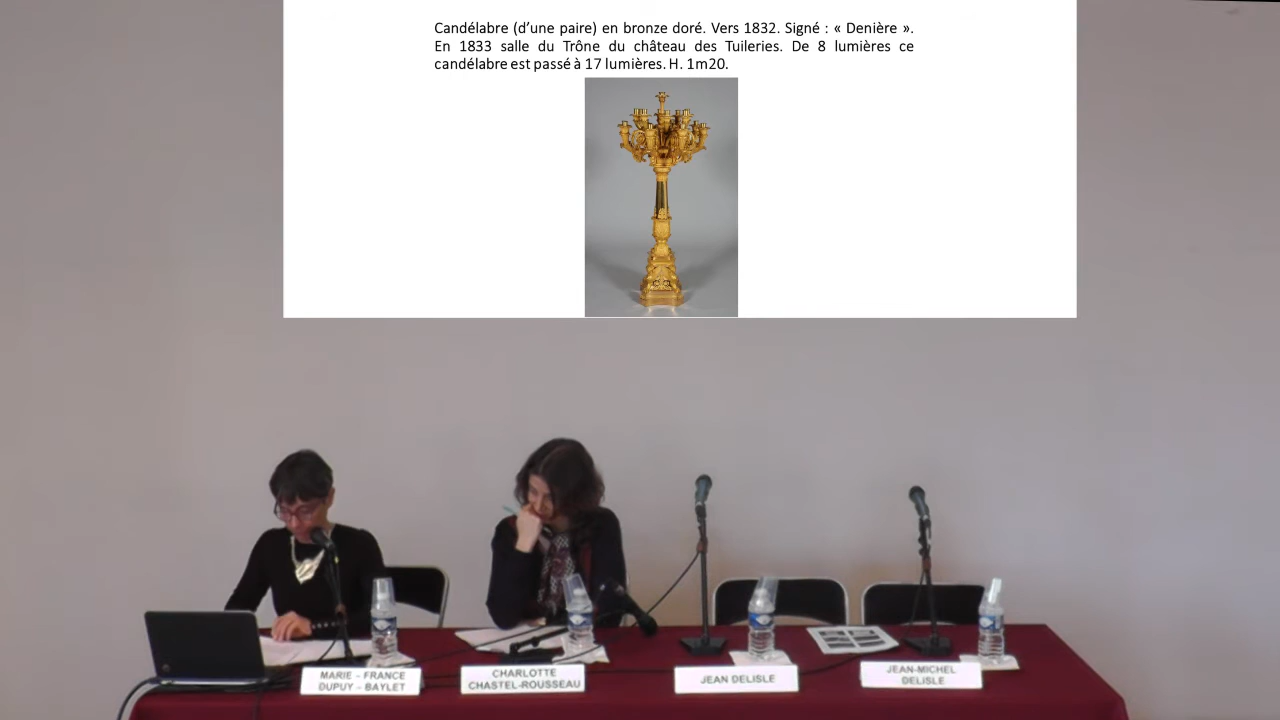 Candélabre (d’une paire) en bronze doré. Vers 1832. Signé : « Denière ».
En 1833 salle du Trône du château des Tuileries. De 8 lumières ce
candélabre est passé à 17 lumières. H. 1m20.
MARIE – FRANCE
DUPUY – BAYLET
CHARLOTTE
CHASTEL-ROUSSEAU
JEAN DELISLE
JEAN-MICHEL
DELISLE